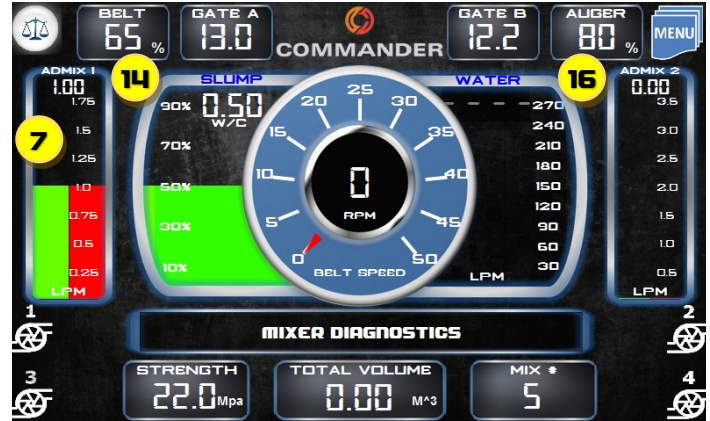 BELT
65 %
GATE A
13.0
COMMANDER
GATE B
12.2
AUGER
80 %
MENU
ADMIX 1
1.00
1.75
1.5
1.25
1.0
0.75
0.5
0.25
LPM
7
14
SLUMP
0.50
W/C
90%
70%
50%
30%
10%
0
5
10
15
20
25
30
35
40
45
50
0
RPM
BELT SPEED
WATER
270
240
210
180
150
120
90
60
30
LPM
16
ADMIX 2
0.00
3.5
3.0
2.5
2.0
1.5
1.0
0.5
LPM
1
2
MIXER DIAGNOSTICS
3
4
STRENGTH
22.0 Mpa
TOTAL VOLUME
0.00 M^3
MIX #
5